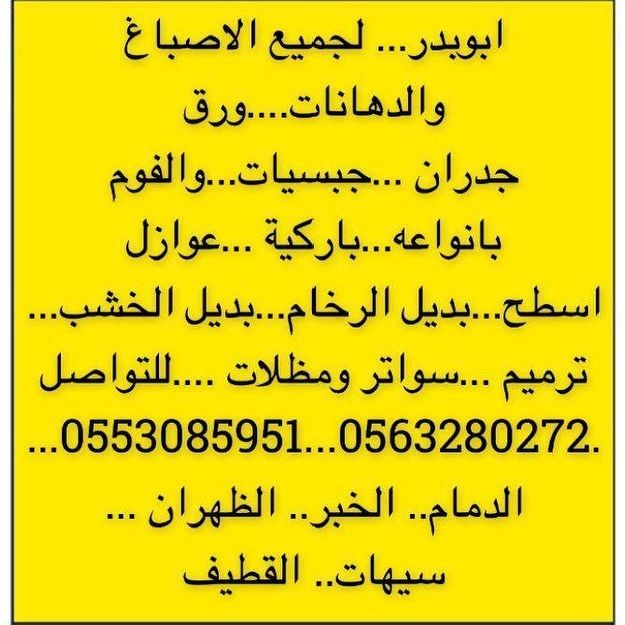 ابوبدر... لجميع الاصباغ
والدهانات....ورق
جدران ...جبسيات...والفوم
بانواعه...باركية ...عوازل
اسطح...بديل الرخام...بديل الخشب...
ترميم ...سواتر ومظلات ....للتواصل
.0563280272...0553085951...
الدمام.. الخبر.. الظهران ...
سيهات.. القطيف